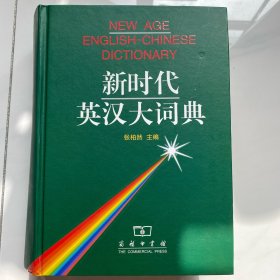 NEW AGE
ENGLISH-CHINESE
DICTIONARY
新时代
英汉大词典
张柏然 主编
商务印书馆
THE COMMERCIAL PRESS